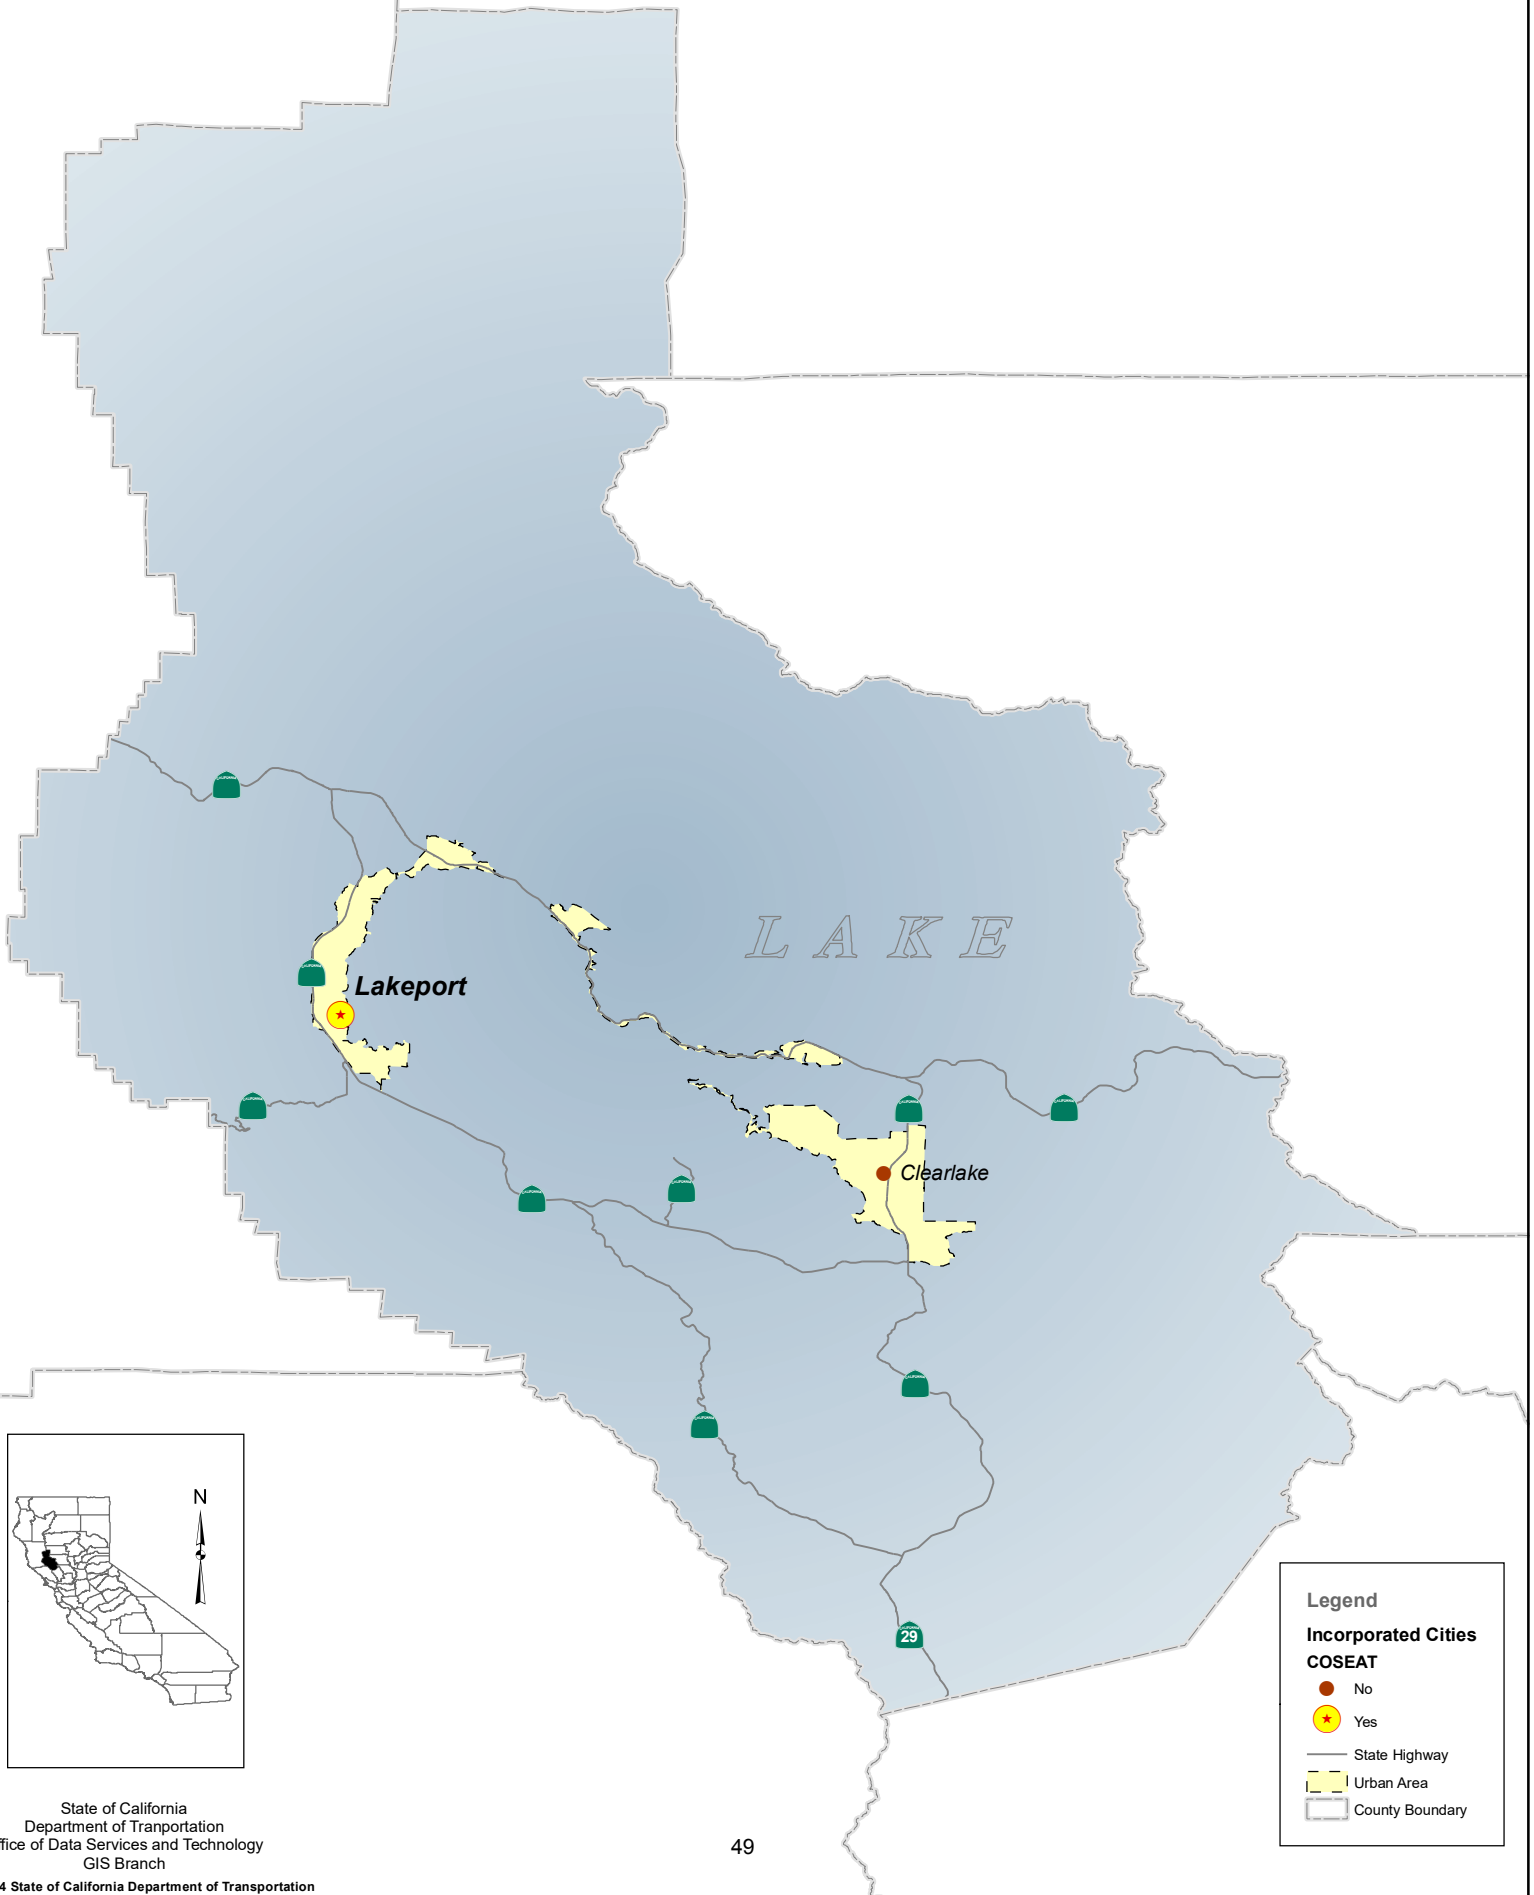 LAKE
Lakeport
Clearlake
29
N
Legend
Incorporated Cities
COSEAT
No
Yes
State Highway
Urban Area
County Boundary
State of California
Department of Tranportation
ffice of Data Services and Technology
GIS Branch
4 State of California Department of Transportation
49